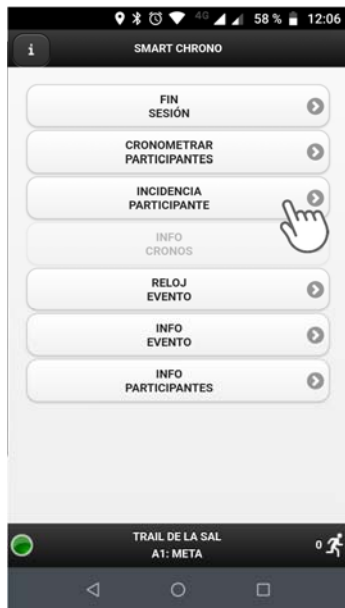 4G 58 % 12:06
i SMART CHRONO
FIN
SESIÓN
CRONOMETRAR
PARTICIPANTES
INCIDENCIA
PARTICIPANTE
INFO
CRONOS
RELOJ
EVENTO
INFO
EVENTO
INFO
PARTICIPANTES
TRAIL DE LA SAL
A1: META
0